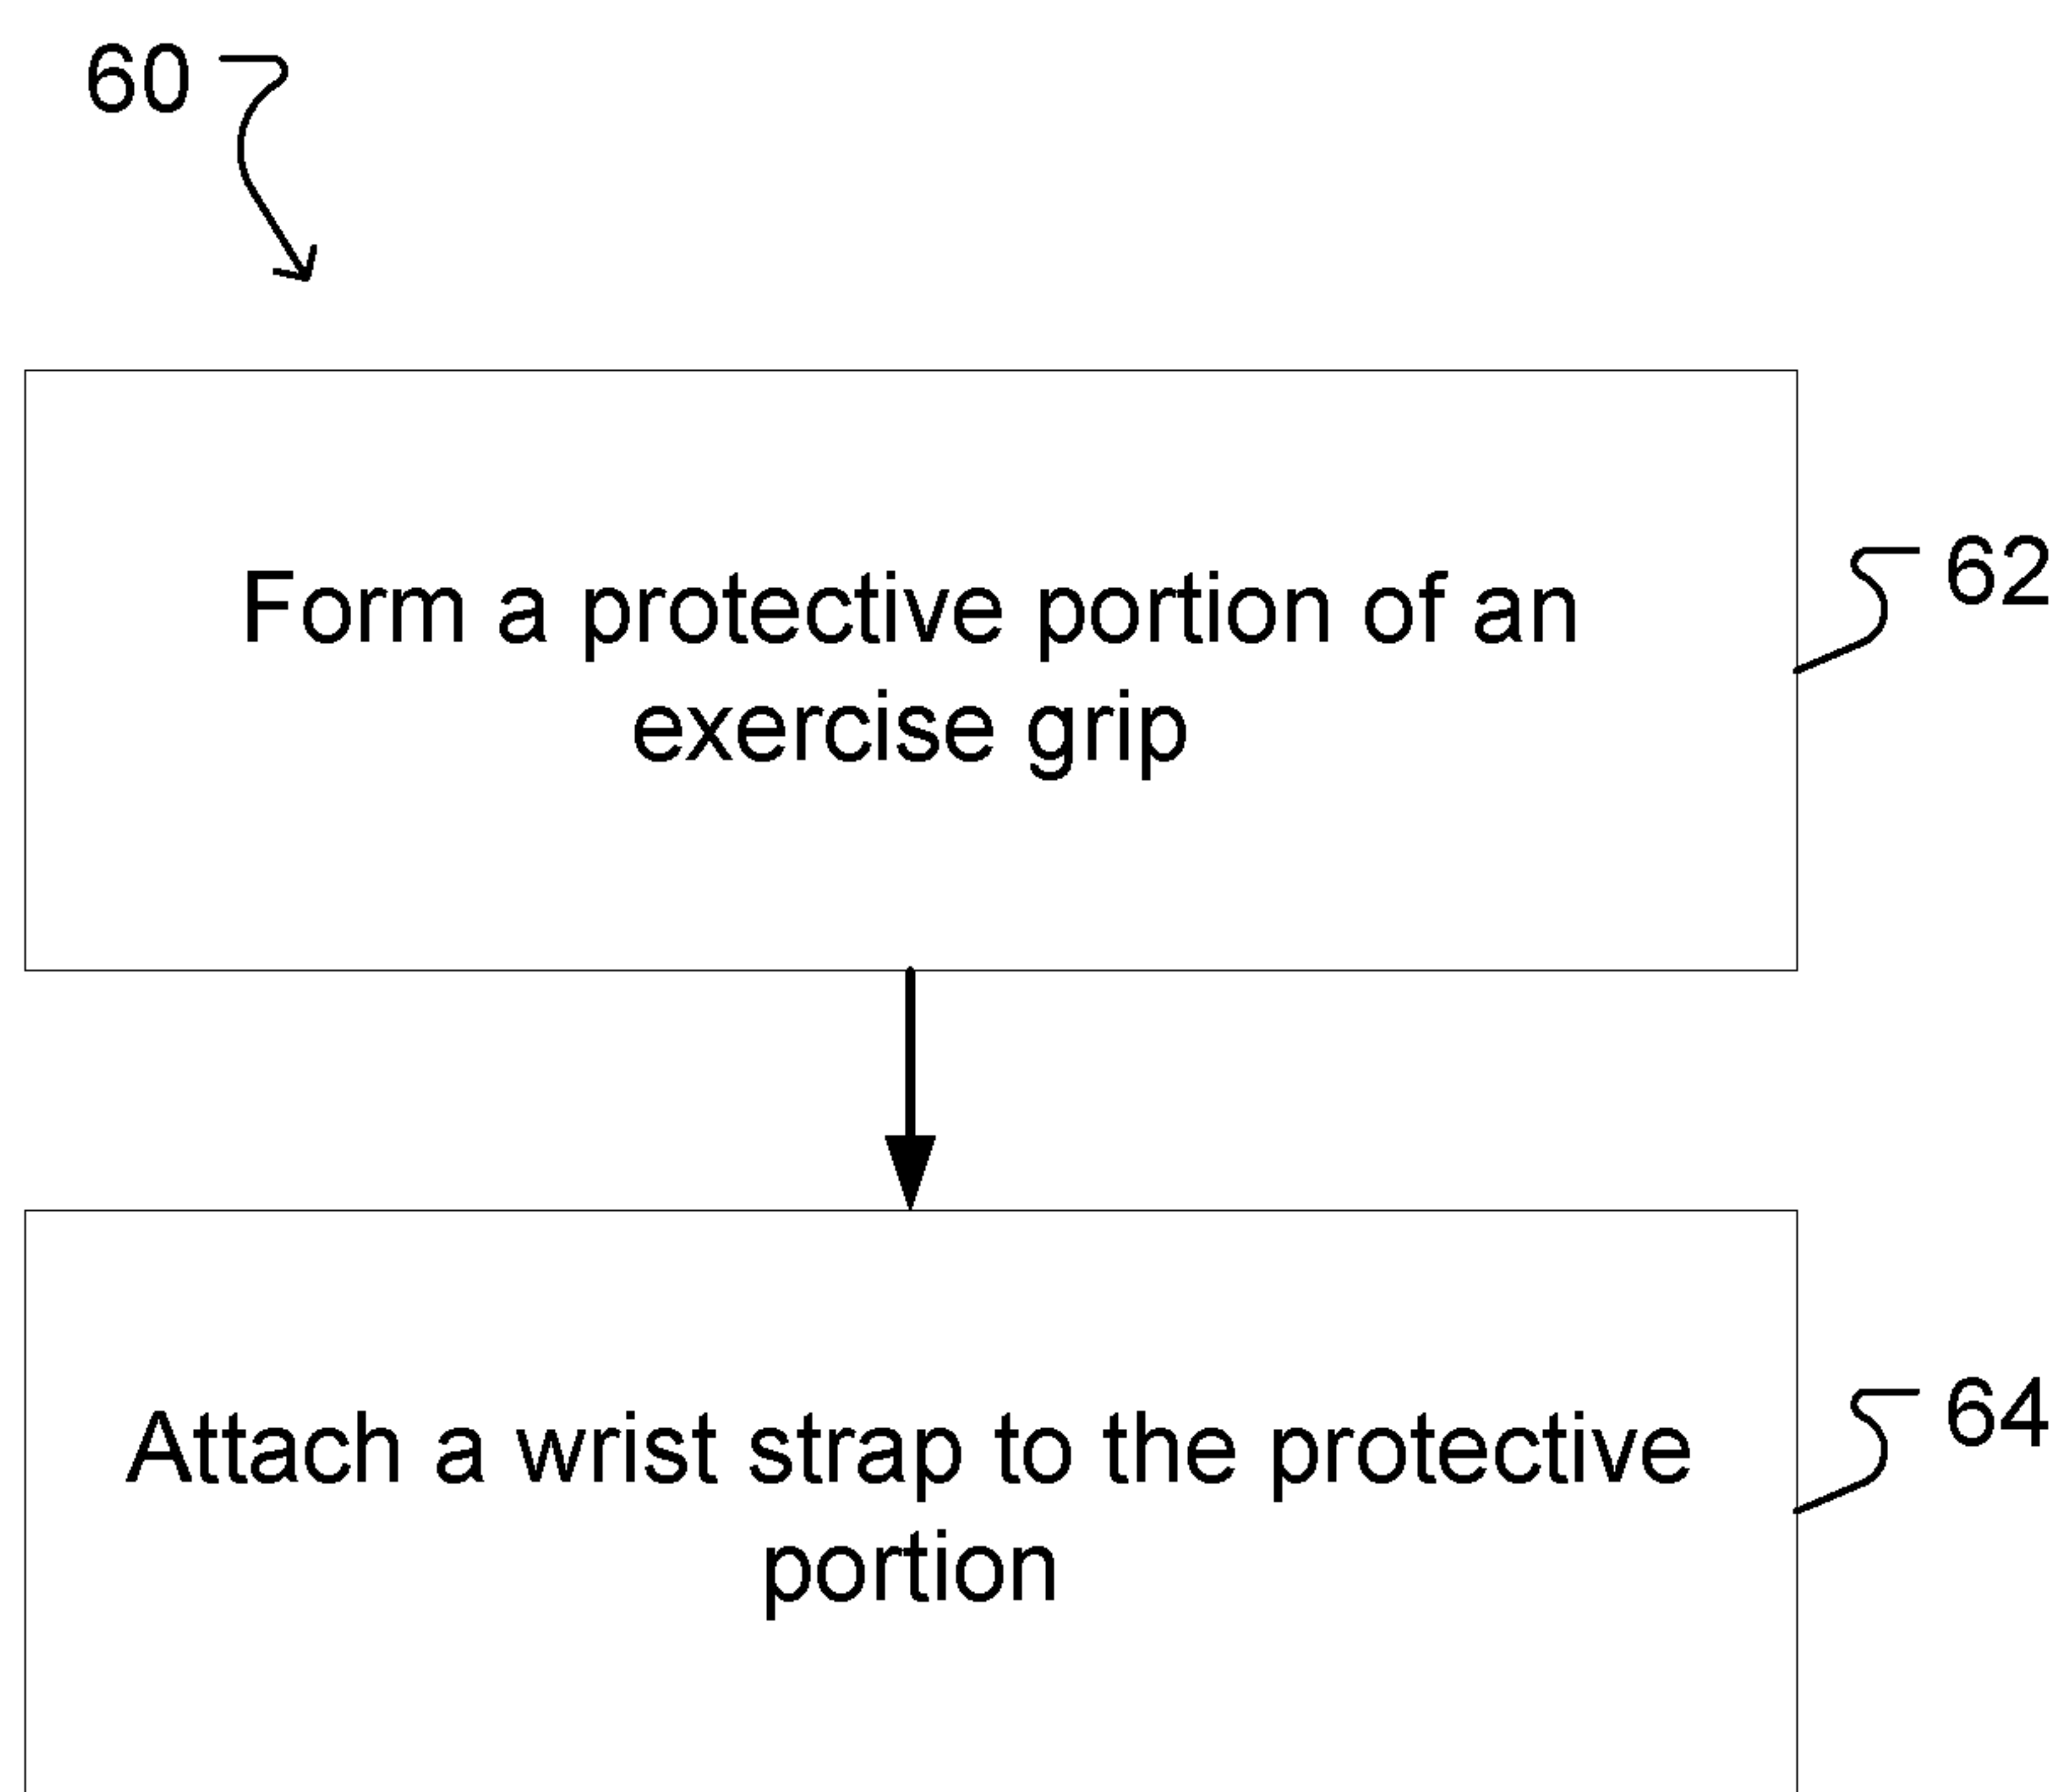 60
Form a protective portion of an
exercise grip
62
Attach a wrist strap to the protective
portion
64